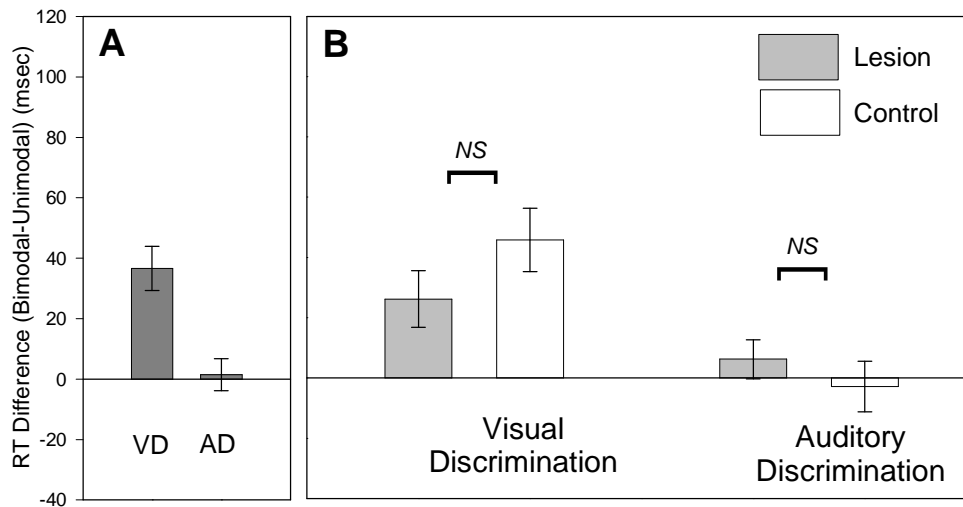 RT Difference (Bimodal-Unimodal) (msec)
120
100
80
60
40
20
0
-20
-40
A
VD AD
B
Lesion
Control
NS
NS
Visual
Discrimination
Auditory
Discrimination